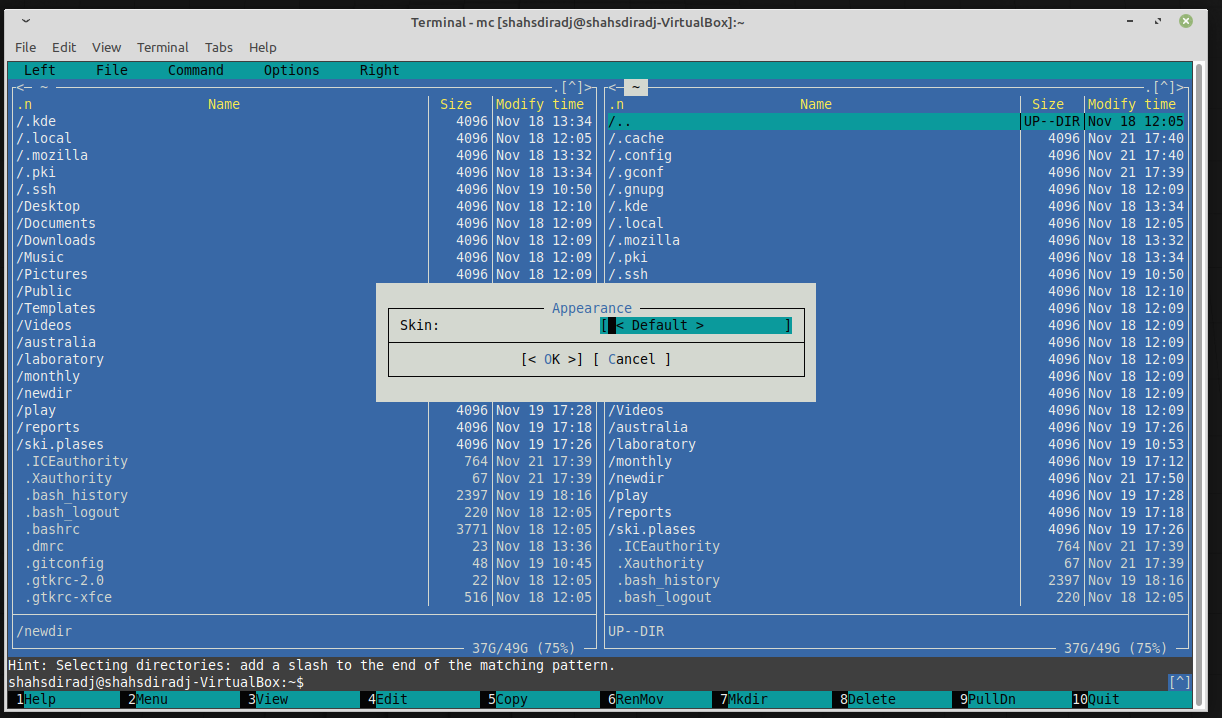 Terminal - mc [shahsdiradj@shahsdiradj-VirtualBox]:~
File Edit View Terminal Tabs Help
Left File Command Options Right
<─ ~ .[^]>
.n Name Size Modify time
/.kde 4096 Nov 18 13:34
/.local 4096 Nov 18 12:05
/.mozilla 4096 Nov 18 13:32
/.pki 4096 Nov 18 13:34
/.ssh 4096 Nov 19 10:50
/Desktop 4096 Nov 18 12:10
/Documents 4096 Nov 18 12:09
/Downloads 4096 Nov 18 12:09
/Music 4096 Nov 18 12:09
/Pictures 4096 Nov 18 12:09
/Public
/Templates
/Videos
/australia
/laboratory
/monthly
/newdir
/play 4096 Nov 19 17:28
/reports 4096 Nov 19 17:18
/ski.plases 4096 Nov 19 17:26
.ICEauthority 764 Nov 21 17:39
.Xauthority 67 Nov 21 17:39
.bash_history 2397 Nov 19 18:16
.bash_logout 220 Nov 18 12:05
.bashrc 3771 Nov 18 12:05
.dmrc 23 Nov 18 13:36
.gitconfig 48 Nov 19 10:45
.gtkrc-2.0 22 Nov 18 12:05
.gtkrc-xfce 516 Nov 18 12:05
/newdir
37G/49G (75%)
<─ ~ .[^]>
.n Name Size Modify time
/.. UP--DIR Nov 18 12:05
/.cache 4096 Nov 21 17:40
/.config 4096 Nov 21 17:40
/.gconf 4096 Nov 21 17:39
/.gnupg 4096 Nov 18 12:09
/.kde 4096 Nov 18 13:34
/.local 4096 Nov 18 12:05
/.mozilla 4096 Nov 18 13:32
/.pki 4096 Nov 18 13:34
/.ssh 4096 Nov 19 10:50
4096 Nov 18 12:10
4096 Nov 18 12:09
4096 Nov 18 12:09
4096 Nov 18 12:09
4096 Nov 18 12:09
4096 Nov 18 12:09
4096 Nov 18 12:09
/Videos 4096 Nov 18 12:09
/australia 4096 Nov 19 17:26
/laboratory 4096 Nov 19 10:53
/monthly 4096 Nov 19 17:12
/newdir 4096 Nov 21 17:50
/play 4096 Nov 19 17:28
/reports 4096 Nov 19 17:18
/ski.plases 4096 Nov 19 17:26
.ICEauthority 764 Nov 21 17:39
.Xauthority 67 Nov 21 17:39
.bash_history 2397 Nov 19 18:16
.bash_logout 220 Nov 18 12:05
UP--DIR
37G/49G (75%)
Appearance
Skin: [< Default > ]
[< OK >] [ Cancel ]
Hint: Selecting directories: add a slash to the end of the matching pattern.
shahsdiradj@shahsdiradj-VirtualBox:~$ [^]
1Help 2Menu 3View 4Edit 5Copy 6RenMov 7Mkdir 8Delete 9PullDn 10Quit